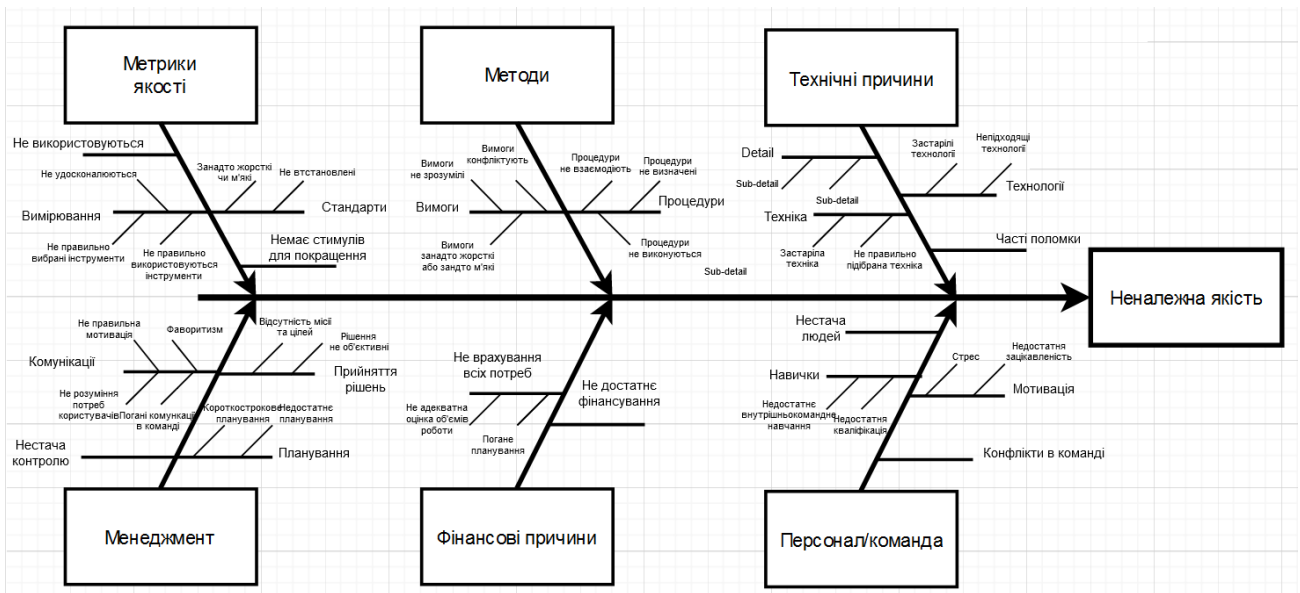 Метрики
якості
Методи
Технічні причини
Не використовуються
Не удосконалюються
Занадто жорсткі
чи м'які
Не втстановлені
Вимірювання
Стандарти
Не правильно
вибрані інструменти
Не правильно
використовуються
інструменти
Немає стимулів
для покращення
Вимоги
не зрозумілі
Вимоги
конфліктують
Процедури
не взаємодіють
Процедури
не визначені
Вимоги
Процедури
Вимоги
занадто жорсткі
або зандто м'які
Процедури
не виконуються
Sub-detail
Detail
Sub-detail
Sub-detail
Застарілі
технології
Непідходящі
технології
Технології
Техніка
Застаріла
техніка
Не правильно
підібрана техніка
Часті поломки
Неналежна якість
Не правильна
мотивація
Фаворитизм
Відсутність місії
та цілей
Рішення
не об'єктивні
Комунікації
Прийняття
рішень
Не розуміння
потреб
користувачів
Погані комункації
в команді
Короткострокове
планування
Недостатнє
планування
Нестача
контролю
Планування
Не врахування
всіх потреб
Не достатнє
фінансування
Не адекватна
оцінка об'ємів
роботи
Погане
планування
Нестача
людей
Навички
Стрес
Недостатня
зацікавленість
Мотивація
Недостатнє
внутрішньокомандне
навчання
Недостатня
кваліфікація
Конфлікти в команді
Менеджмент
Фінансові причини
Персонал/команда